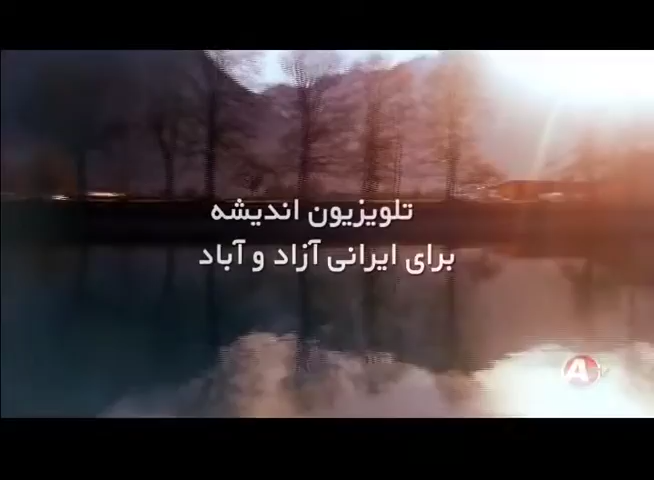 تلویزیون اندیشه
برای ایرانی آزاد و آباد
A